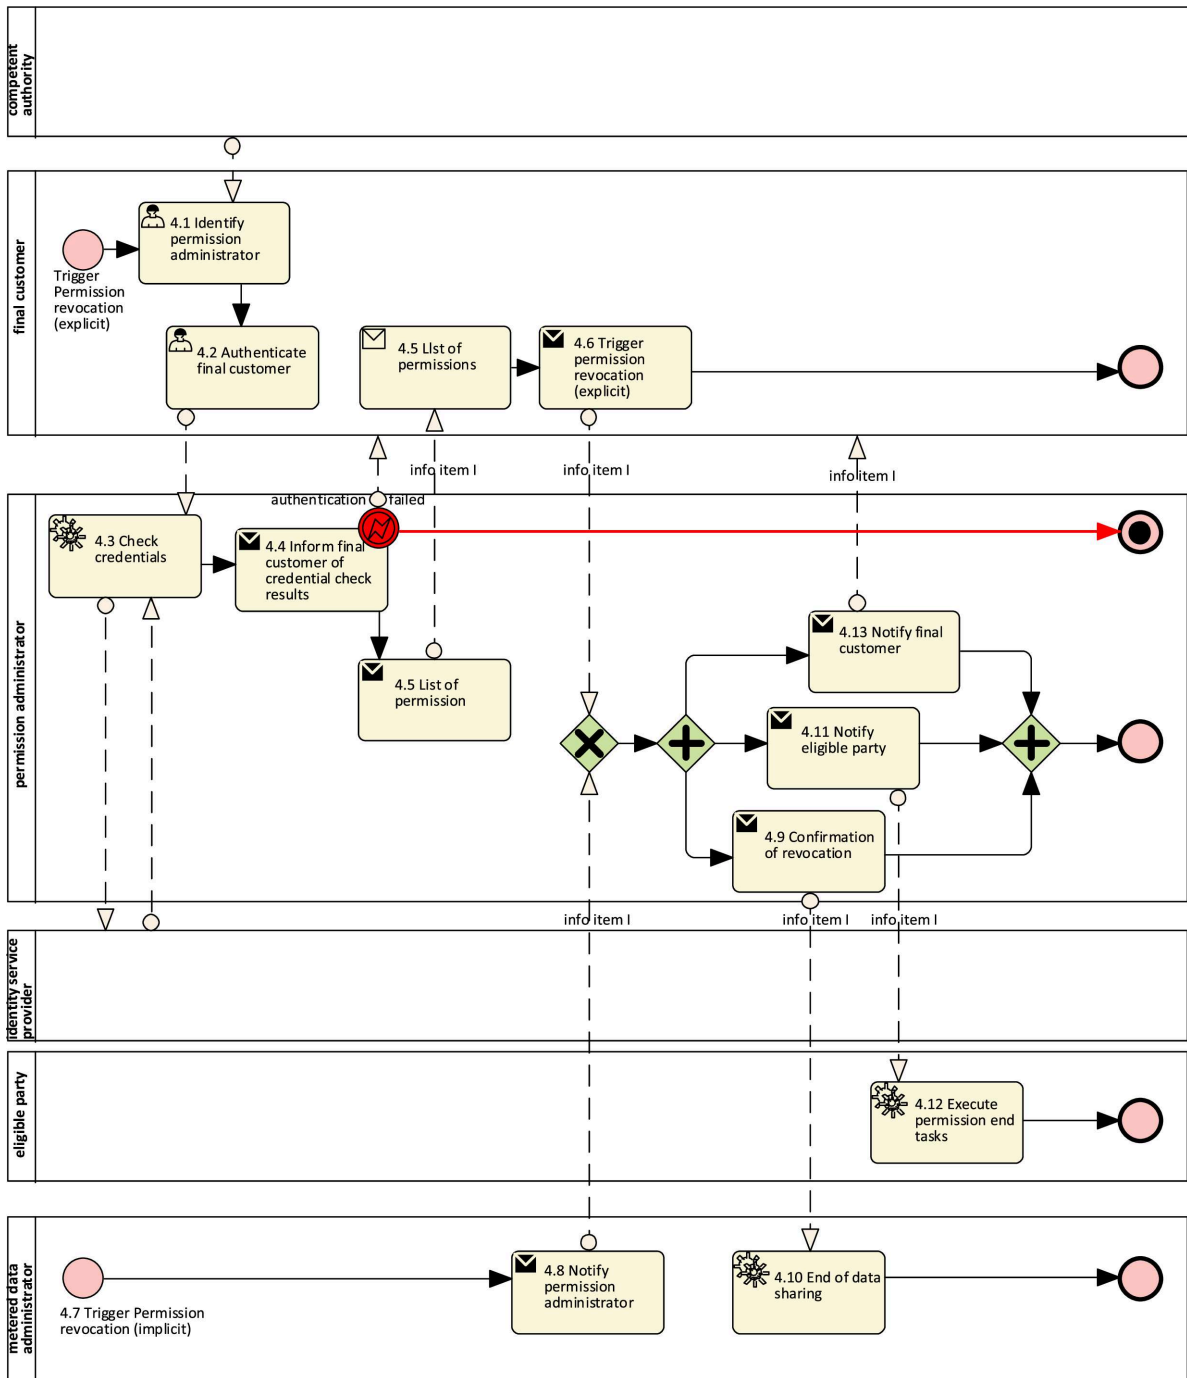 competent
authority
final customer
4.1 Identify
permission
administrator
Trigger
Permission
revocation
(explicit)
4.2 Authenticate
final customer
4.5 LIst of
permissions
4.6 Trigger
permission
revocation
(explicit)
info item I
info item I
info item I
permission administrator
authentication failed
4.3 Check
credentials
4.4 Inform final
customer of
credential check
results
4.5 List of
permission
4.13 Notify final
customer
4.11 Notify
eligible party
4.9 Confirmation
of revocation
info item I
info item I
info item I
identity service
provider
eligible party
4.12 Execute
permission end
tasks
metered data
administrator
4.7 Trigger Permission
revocation (implicit)
4.8 Notify
permission
administrator
4.10 End of data
sharing